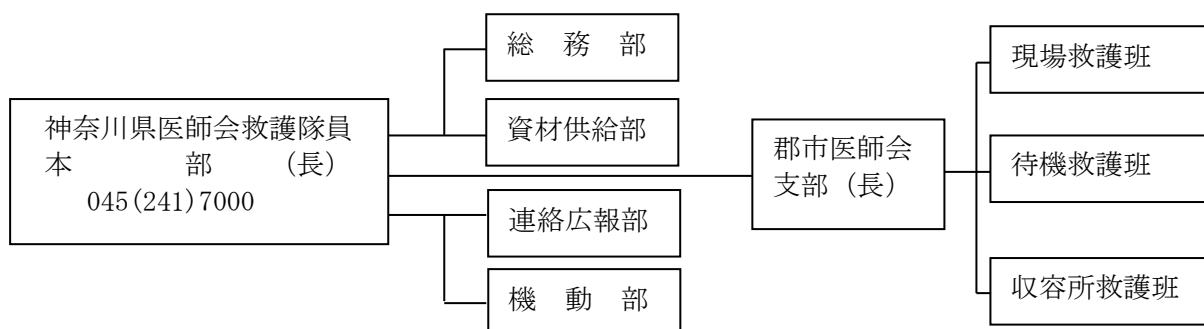 総　務　部
現場救護班
神奈川県医師会救護隊員
本　　　　部　　　（長）
045(241)7000
資材供給部
郡市医師会
支部（長）
待機救護班
連絡広報部
機　動　部
収容所救護班